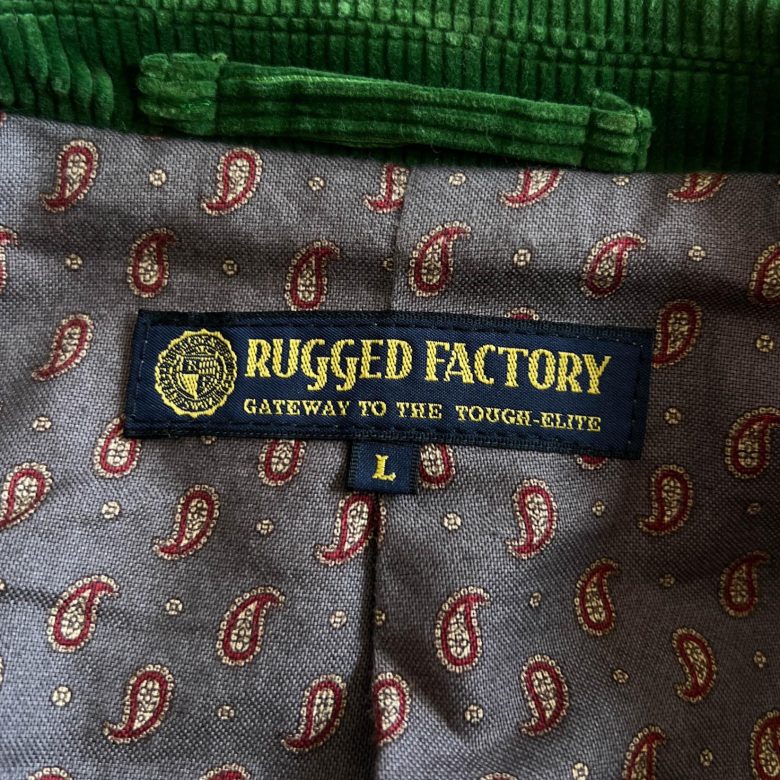 RUGGED FACTORY
GATEWAY TO THE TOUGH-ELITE
L